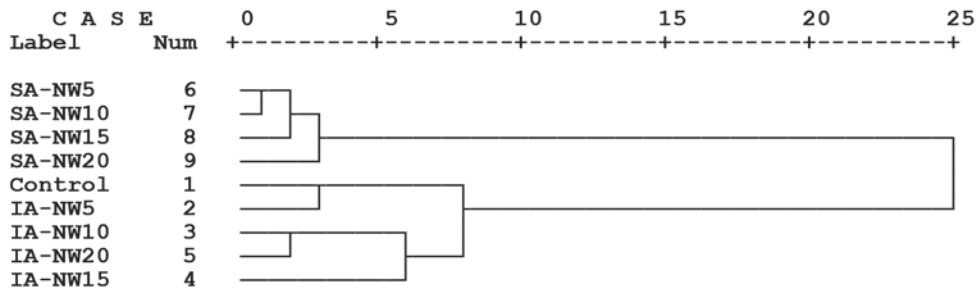 C A S E 0 5 10 15 20 25
Label Num +---------+---------+---------+---------+---------+
SA-NW5 6
SA-NW10 7
SA-NW15 8
SA-NW20 9
Control 1
IA-NW5 2
IA-NW10 3
IA-NW20 5
IA-NW15 4